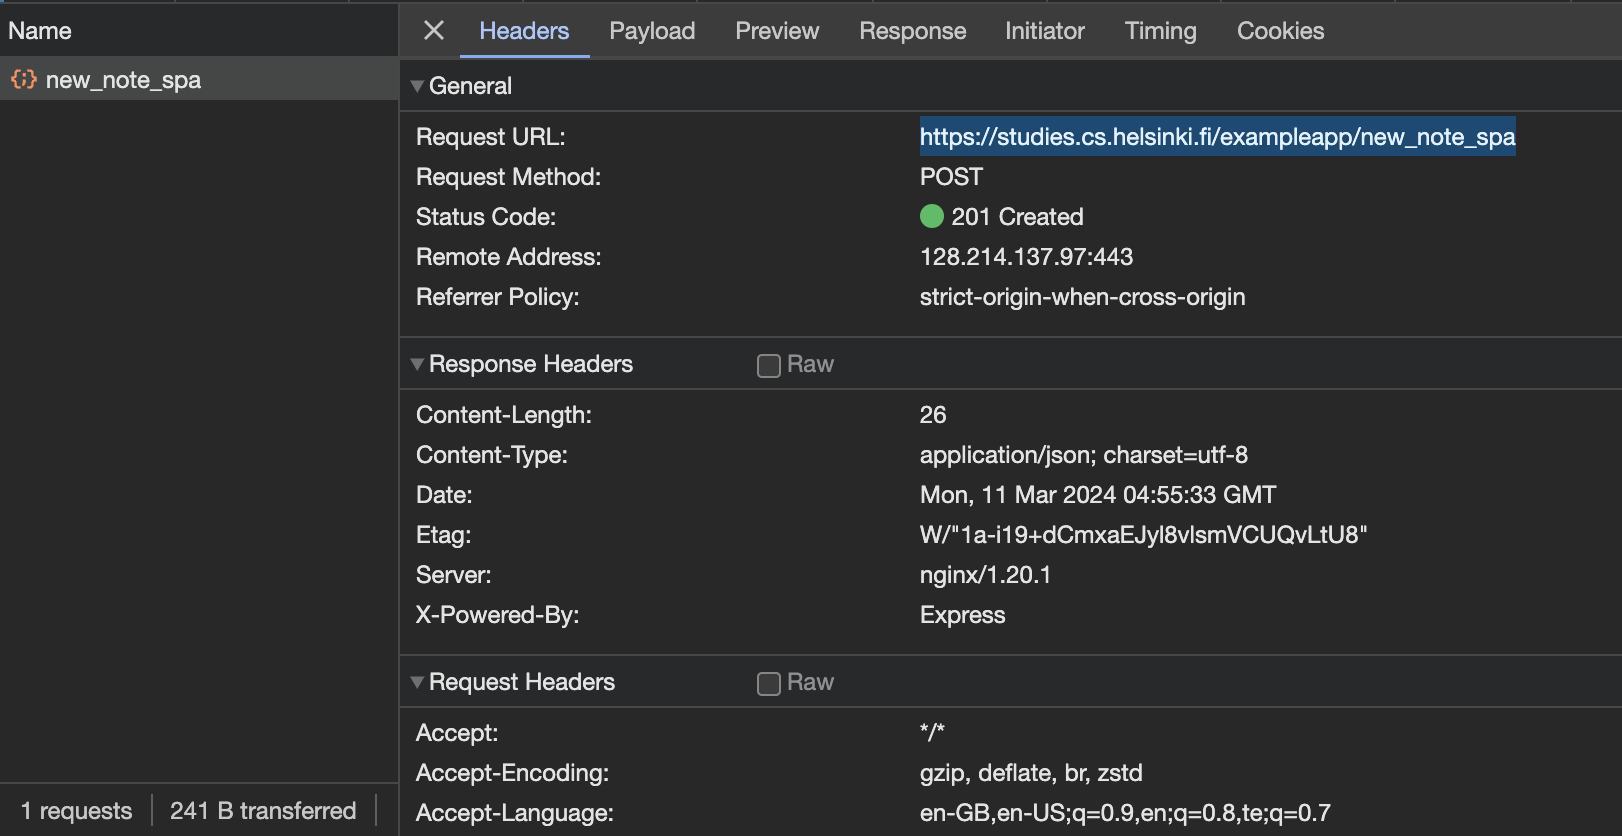 Name
Headers Payload Preview Response Initiator Timing Cookies
new_note_spa
General
Request URL: https://studies.cs.helsinki.fi/exampleapp/new_note_spa
Request Method: POST
Status Code: 201 Created
Remote Address: 128.214.137.97:443
Referrer Policy: strict-origin-when-cross-origin
Response Headers Raw
Content-Length: 26
Content-Type: application/json; charset=utf-8
Date: Mon, 11 Mar 2024 04:55:33 GMT
Etag: W/"1a-i19+dCmxaEJyl8vlsmVCUQvLtU8"
Server: nginx/1.20.1
X-Powered-By: Express
Request Headers Raw
Accept: */*
Accept-Encoding: gzip, deflate, br, zstd
Accept-Language: en-GB,en-US;q=0.9,en;q=0.8,te;q=0.7
1 requests 241 B transferred